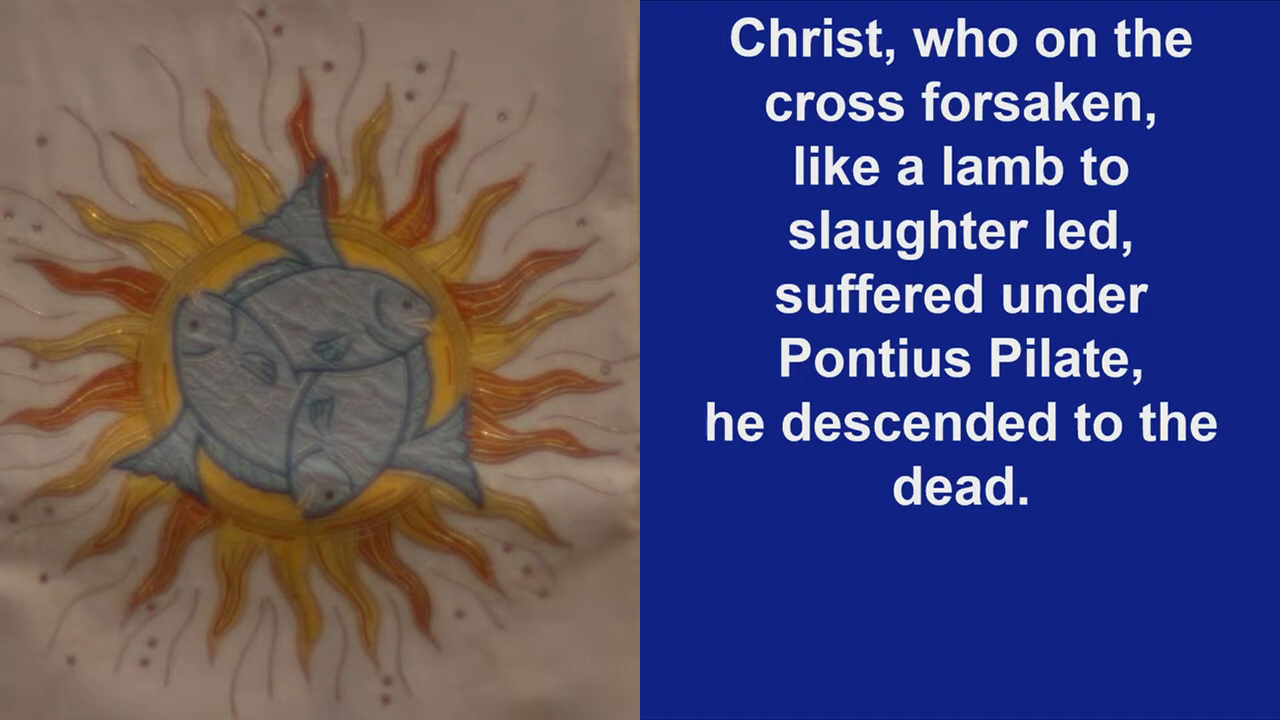 Christ, who on the
cross forsaken,
like a lamb to
slaughter led,
suffered under
Pontius Pilate,
he descended to the
dead.